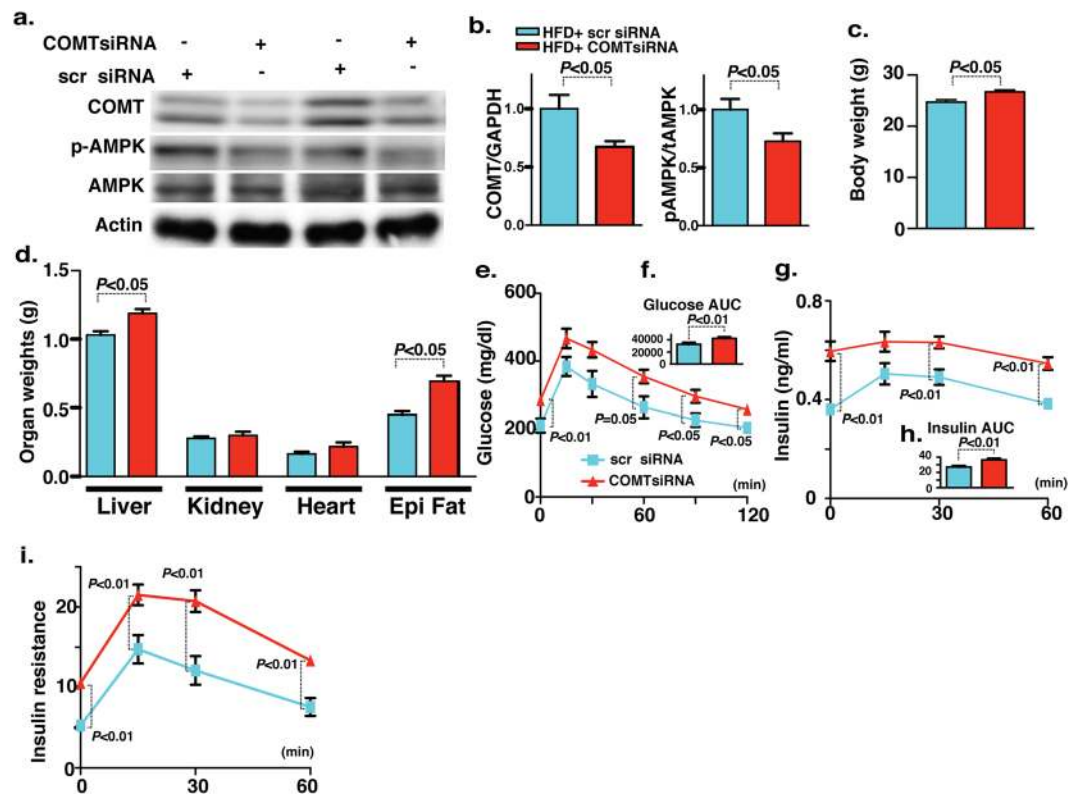 a.
COMTsiRNA - + - +
scr siRNA + - + -
COMT
p-AMPK
AMPK
Actin
b.
HFD+ scr siRNA
HFD+ COMTsiRNA
P<0.05
COMT/GAPDH
1.0
0.5
0.0
P<0.05
pAMPK/tAMPK
1.0
0.5
0.0
c.
P<0.05
Body weight (g)
30
20
10
0
d.
Organ weights (g)
1.5
1.0
0.5
0.0
P<0.05
P<0.05
Liver Kidney Heart Epi Fat
e.
Glucose (mg/dl)
600
400
200
0
P<0.01
P=0.05
P<0.05
P<0.05
scr siRNA
COMTsiRNA
(min)
0 60 120
f.
Glucose AUC
P<0.01
40000
20000
0
g.
Insulin (ng/ml)
0.8
0.4
0
P<0.01
P<0.01
P<0.01
(min)
0 30 60
h.
Insulin AUC
P<0.01
40
30
20
10
0
i.
Insulin resistance
20
10
0
P<0.01
P<0.01
P<0.01
P<0.01
(min)
0 30 60